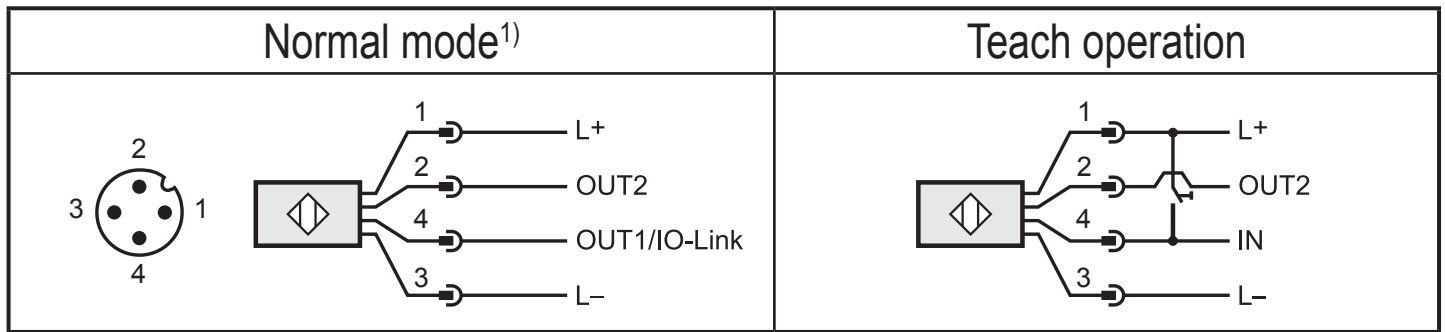 Normal mode1)
Teach operation
2
3
1
4
1
L+
2
OUT2
4
OUT1/IO-Link
3
L–
1
L+
2
OUT2
4
IN
3
L–